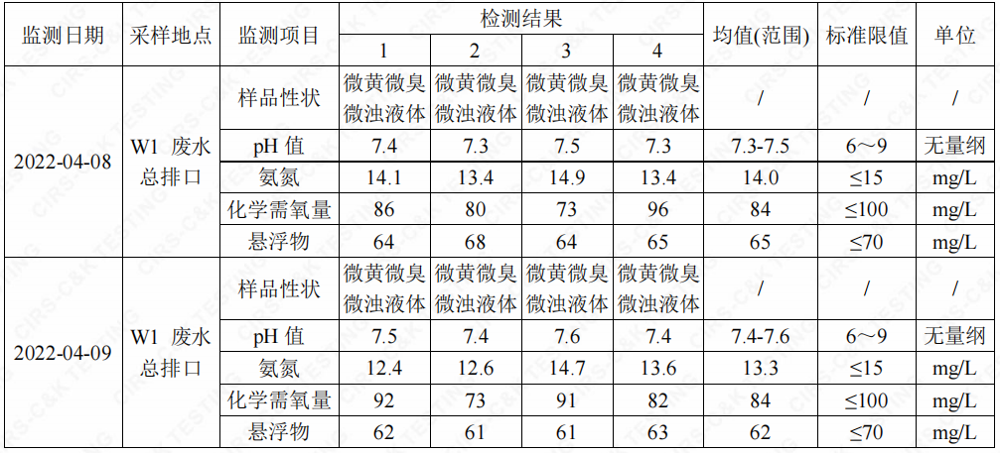 监测日期 采样地点 监测项目 检测结果 均值(范围) 标准限值 单位
1 2 3 4
2022-04-08 W1 废水总排口 样品性状 微黄微臭微浊液体 微黄微臭微浊液体 微黄微臭微浊液体 微黄微臭微浊液体 / / /
pH 值 7.4 7.3 7.5 7.3 7.3-7.5 6～9 无量纲
氨氮 14.1 13.4 14.9 13.4 14.0 ≤15 mg/L
化学需氧量 86 80 73 96 84 ≤100 mg/L
悬浮物 64 68 64 65 65 ≤70 mg/L
2022-04-09 W1 废水总排口 样品性状 微黄微臭微浊液体 微黄微臭微浊液体 微黄微臭微浊液体 微黄微臭微浊液体 / / /
pH 值 7.5 7.4 7.6 7.4 7.4-7.6 6～9 无量纲
氨氮 12.4 12.6 14.7 13.6 13.3 ≤15 mg/L
化学需氧量 92 73 91 82 84 ≤100 mg/L
悬浮物 62 61 61 63 62 ≤70 mg/L
CIRS-C&K TESTING